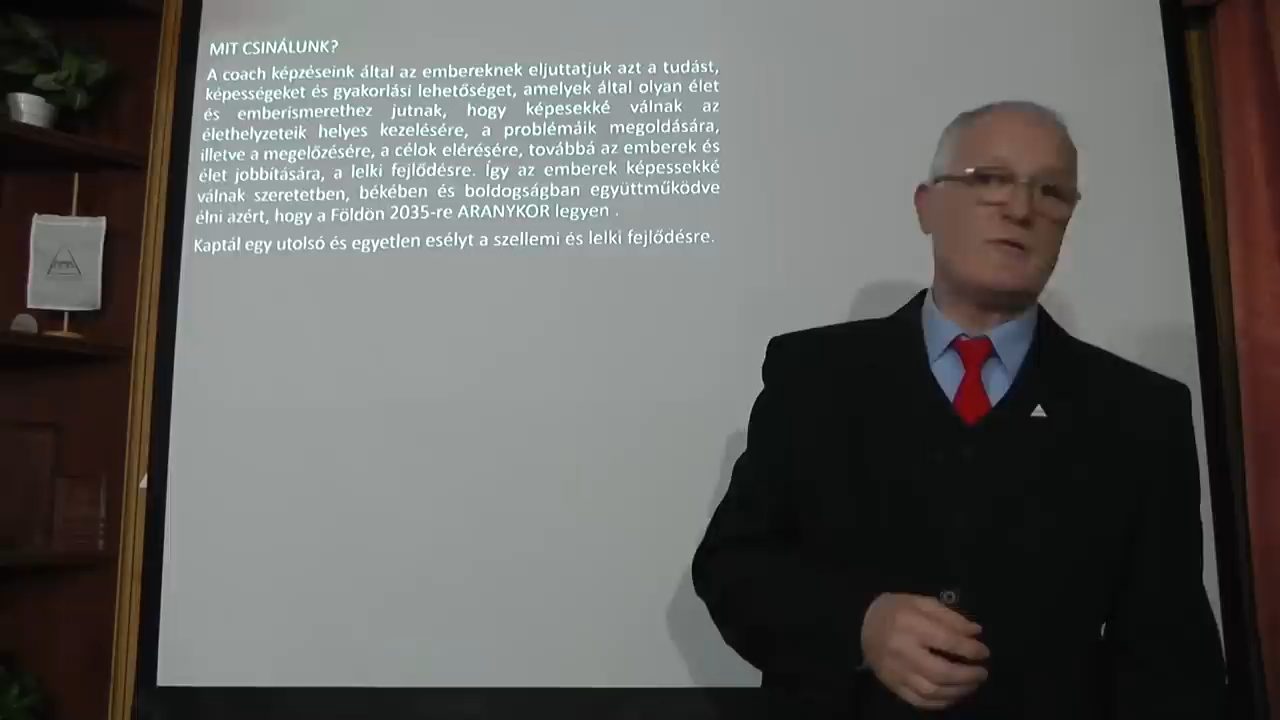 MIT CSINÁLUNK?
A coach képzéseink által az embereknek eljuttatjuk azt a tudást,
képességeket és gyakorlási lehetőséget, amelyek által olyan élet
és emberismerethez jutnak, hogy képesekké válnak az
élethelyzeteik helyes kezelésére, a problémáik megoldására,
illetve a megelőzésére, a célok elérésére, továbbá az emberek és
élet jobbítására, a lelki fejlődésre. Így az emberek képessekké
válnak szeretetben, békében és boldogságban együttműködve
élni azért, hogy a Földön 2035-re ARANYKOR legyen .
Kaptál egy utolsó és egyetlen esélyt a szellemi és lelki fejlődésre.